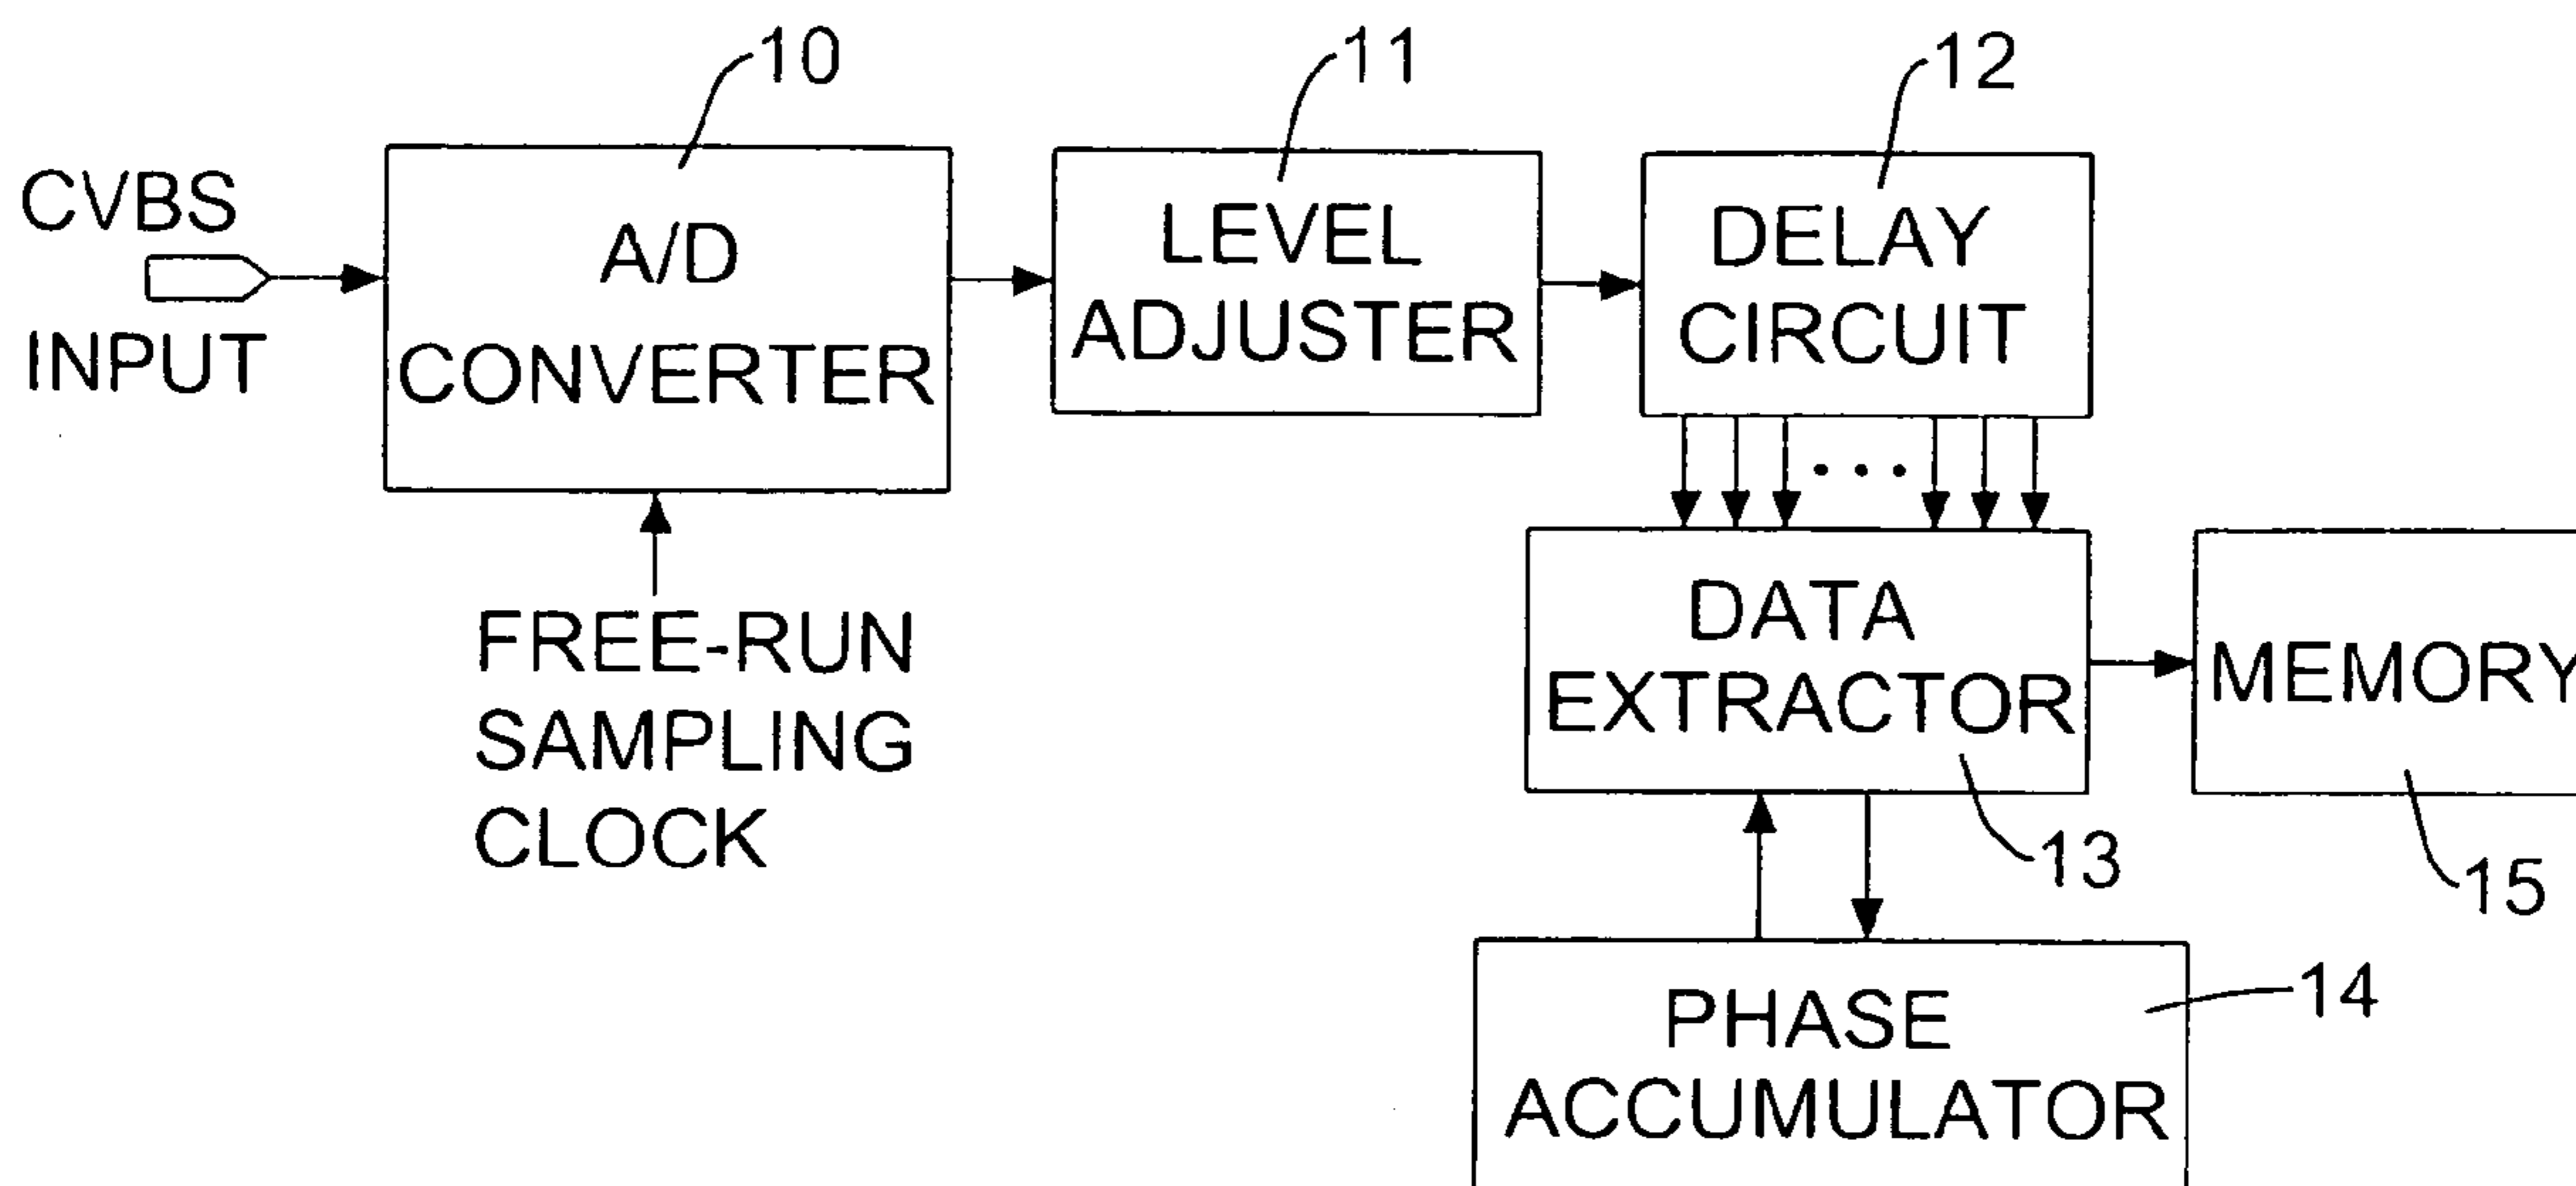 10
11
12
CVBS
INPUT
A/D
CONVERTER
LEVEL
ADJUSTER
DELAY
CIRCUIT
FREE-RUN
SAMPLING
CLOCK
DATA
EXTRACTOR
MEMORY
13
15
14
PHASE
ACCUMULATOR